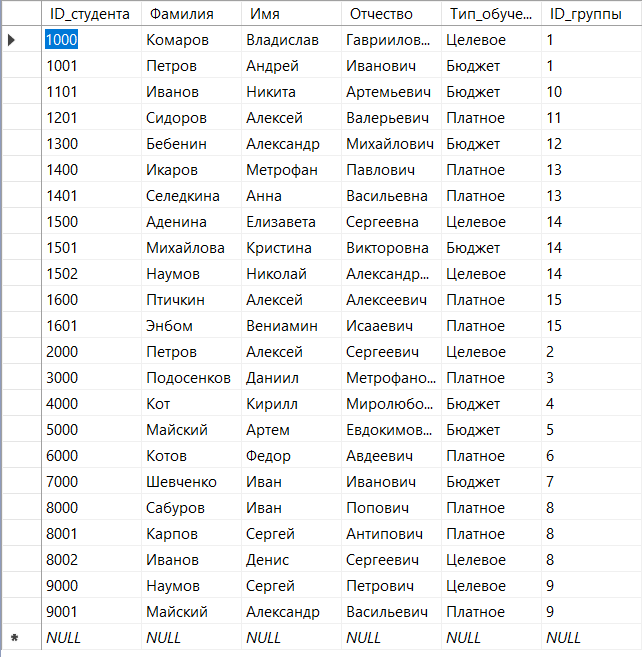 ID_студента Фамилия Имя Отчество Тип_обуче... ID_группы
1000 Комаров Владислав Гавриилов... Целевое 1
1001 Петров Андрей Иванович Бюджет 1
1101 Иванов Никита Артемьевич Бюджет 10
1201 Сидоров Алексей Валерьевич Платное 11
1300 Бебенин Александр Михайлович Бюджет 12
1400 Икаров Метрофан Павлович Платное 13
1401 Селедкина Анна Васильевна Платное 13
1500 Аденина Елизавета Сергеевна Целевое 14
1501 Михайлова Кристина Викторовна Бюджет 14
1502 Наумов Николай Александр... Целевое 14
1600 Птичкин Алексей Алексеевич Платное 15
1601 Энбом Вениамин Исаевич Платное 15
2000 Петров Алексей Сергеевич Целевое 2
3000 Подосенков Даниил Метрофано... Платное 3
4000 Кот Кирилл Миролюбо... Бюджет 4
5000 Майский Артем Евдокимов... Бюджет 5
6000 Котов Федор Авдеевич Платное 6
7000 Шевченко Иван Иванович Бюджет 7
8000 Сабуров Иван Попович Платное 8
8001 Карпов Сергей Антипович Платное 8
8002 Иванов Денис Сергеевич Целевое 8
9000 Наумов Сергей Петрович Целевое 9
9001 Майский Александр Васильевич Платное 9
NULL NULL NULL NULL NULL NULL